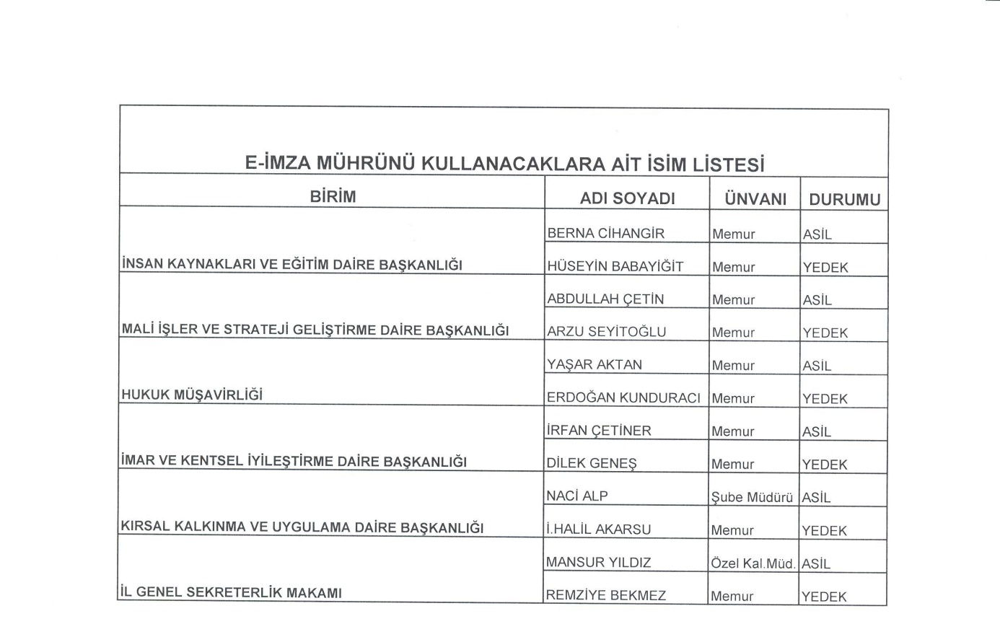 E-İMZA MÜHRÜNÜ KULLANACAKLARA AİT İSİM LİSTESİ
BİRİM ADI SOYADI ÜNVANI DURUMU
BERNA CİHANGİR Memur ASİL
İNSAN KAYNAKLARI VE EĞİTİM DAİRE BAŞKANLIĞI HÜSEYİN BABAYİĞİT Memur YEDEK
ABDULLAH ÇETİN Memur ASİL
MALİ İŞLER VE STRATEJİ GELİŞTİRME DAİRE BAŞKANLIĞI ARZU SEYİTOĞLU Memur YEDEK
YAŞAR AKTAN Memur ASİL
HUKUK MÜŞAVİRLİĞİ ERDOĞAN KUNDURACI Memur YEDEK
İRFAN ÇETİNER Memur ASİL
İMAR VE KENTSEL İYİLEŞTİRME DAİRE BAŞKANLIĞI DİLEK GENEŞ Memur YEDEK
NACİ ALP Şube Müdürü ASİL
KIRSAL KALKINMA VE UYGULAMA DAİRE BAŞKANLIĞI İ.HALİL AKARSU Memur YEDEK
MANSUR YILDIZ Özel Kal.Müd. ASİL
İL GENEL SEKRETERLİK MAKAMI REMZİYE BEKMEZ Memur YEDEK